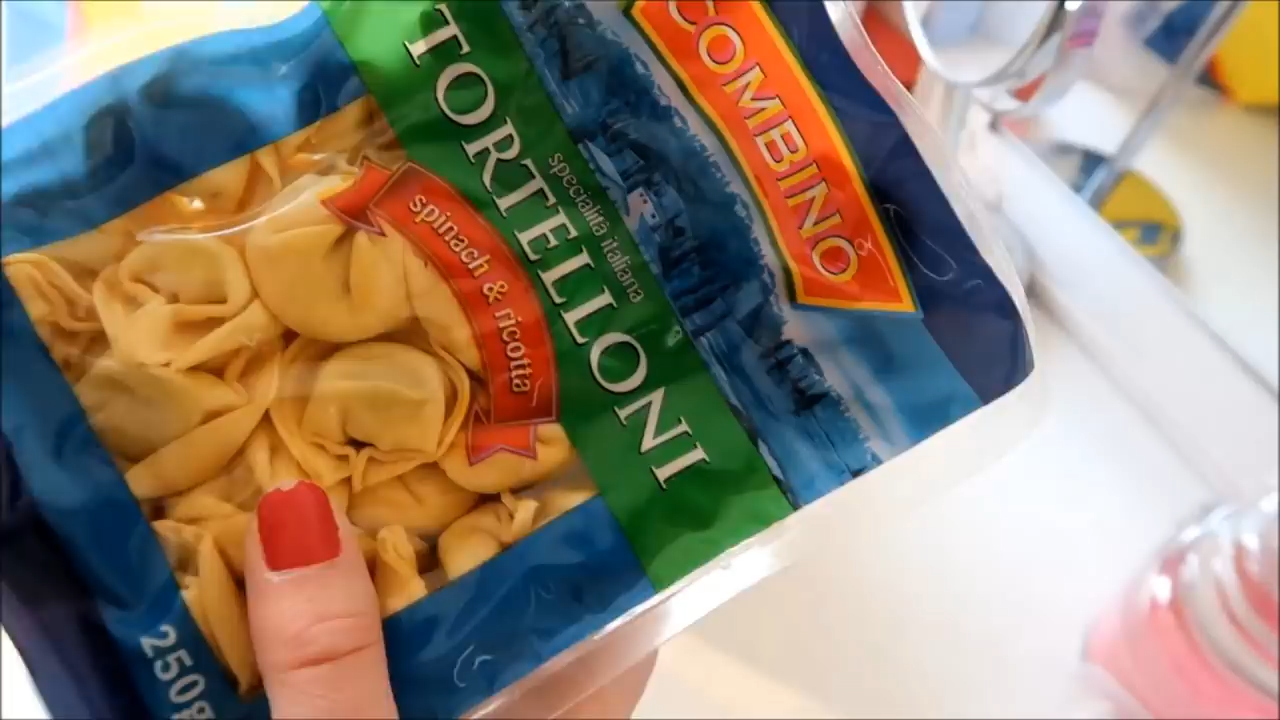 COMBINO
specialità italiana
TORTELLONI
spinach & ricotta
250g